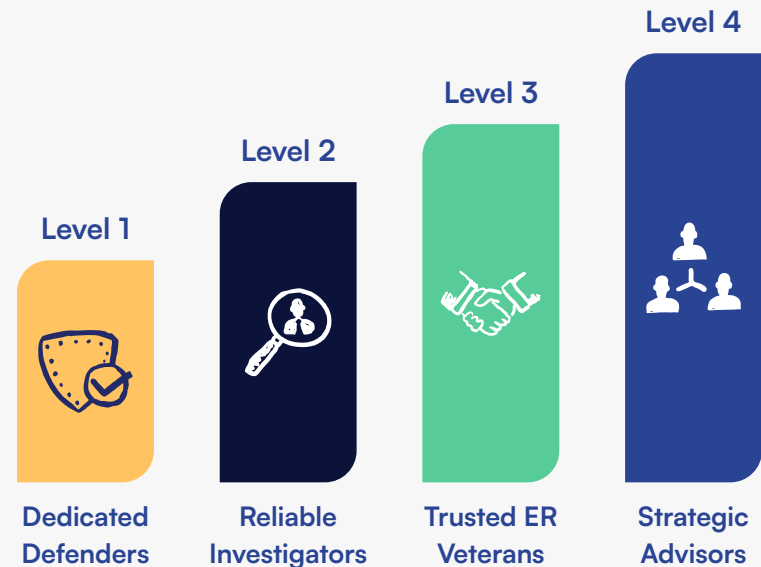 Level 4
Level 3
Level 2
Level 1
Dedicated
Defenders
Reliable
Investigators
Trusted ER
Veterans
Strategic
Advisors